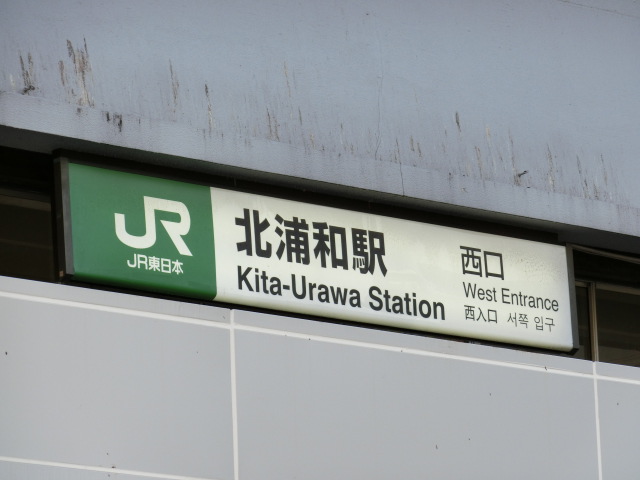 JR
JR東日本
北浦和駅
Kita-Urawa Station
西口
West Entrance
西入口 서쪽 입구